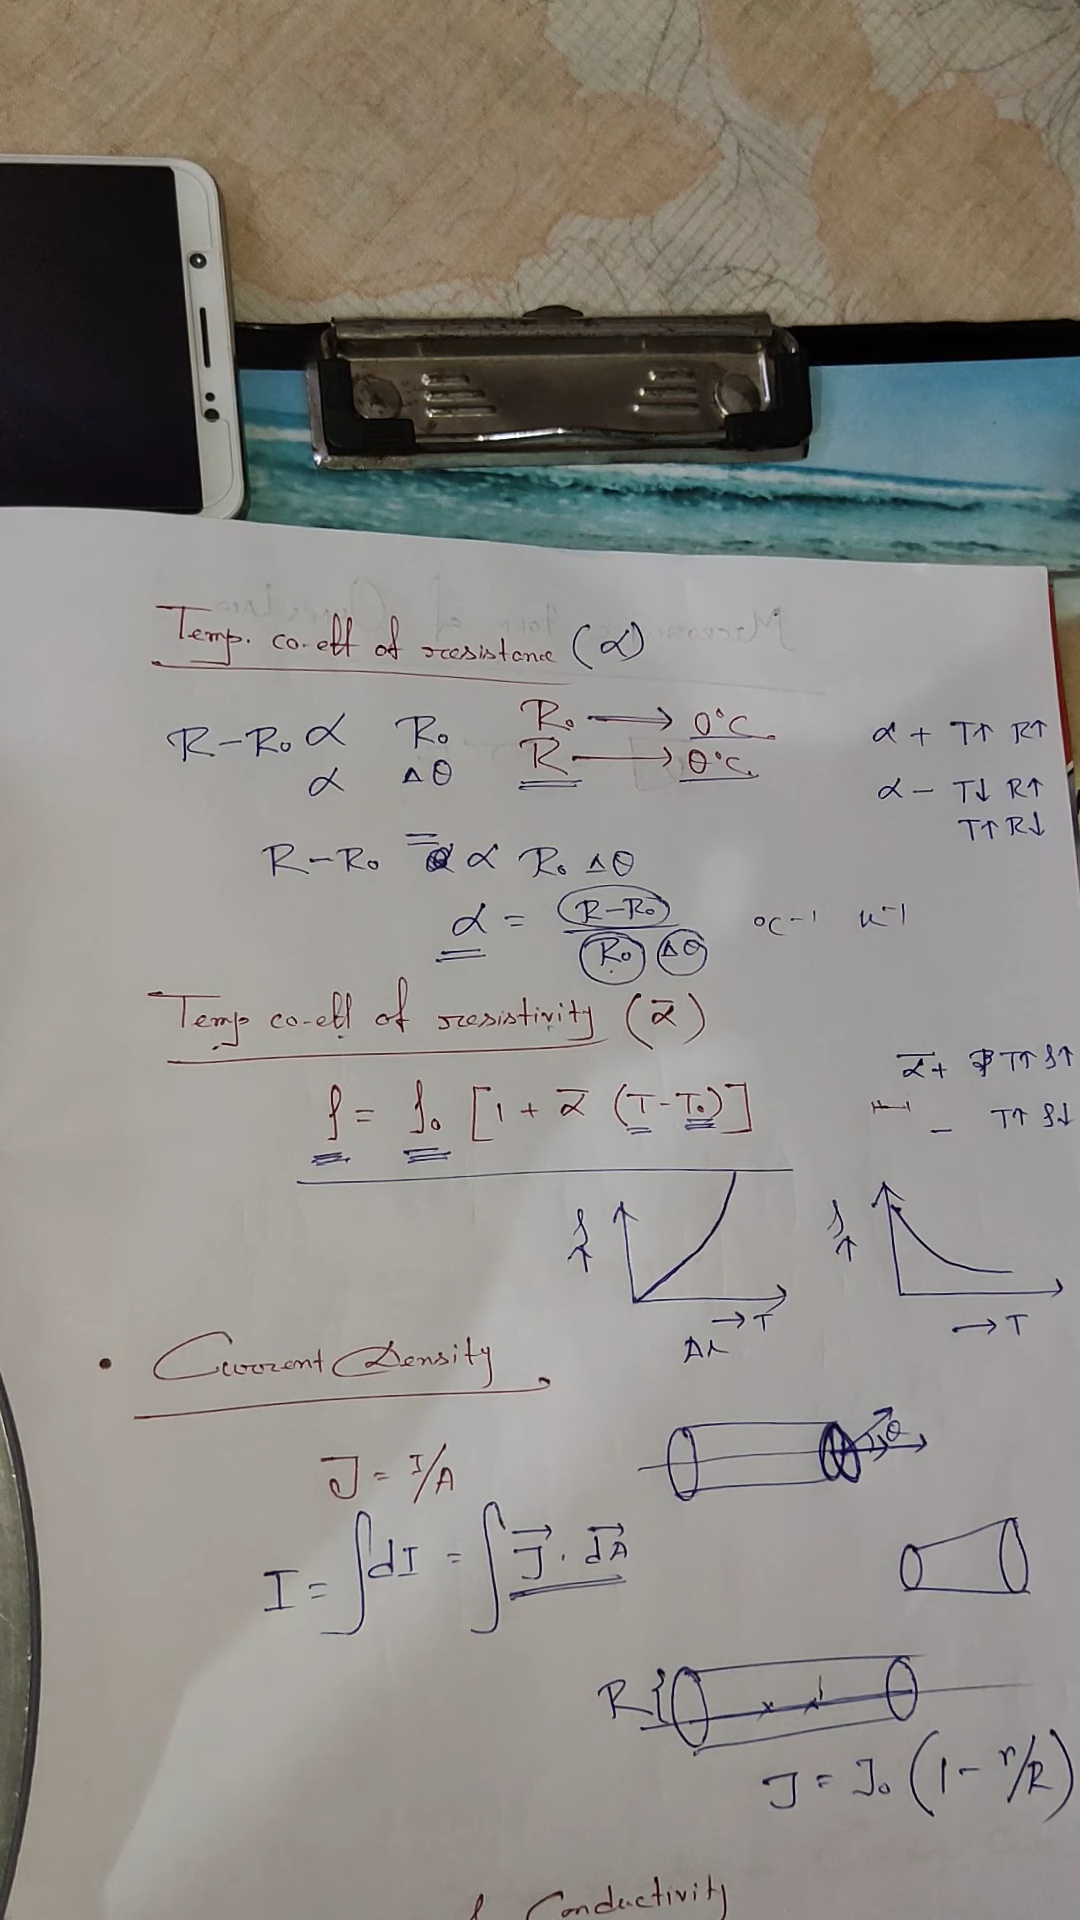 Temp. co-eff of resistance (α)
R-R₀ α R₀ R₀ → 0°C.
α Δθ R → θ°C.
α + T↑ R↑
α - T↓ R↑
T↑ R↓
R-R₀ = α R₀ Δθ
α = (R-R₀) / R₀ Δθ °C⁻¹ K⁻¹
Temp co-eff of resistivity (ᾱ)
ᾱ + T↑ ρ↑
- T↑ ρ↓
ρ = ρ₀ [1 + ᾱ (T-T₀)]
ρ ↑ → T
ρ ↑ → T
• Current Density
J = I/A
θ
I = ∫dI = ∫J⃗ . dA⃗
R
J = J₀ (1 - r/R)
Conductivity